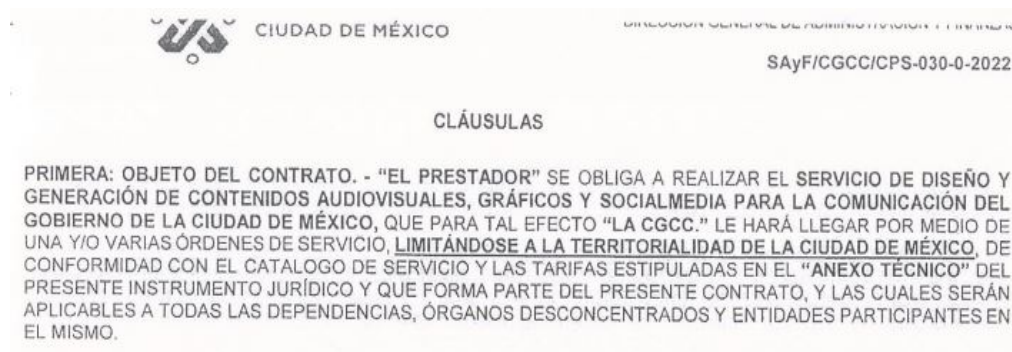 CIUDAD DE MÉXICO
DIRECCIÓN GENERAL DE ADMINISTRACIÓN Y FINANZAS
SAyF/CGCC/CPS-030-0-2022
CLÁUSULAS
PRIMERA: OBJETO DEL CONTRATO. - "EL PRESTADOR" SE OBLIGA A REALIZAR EL SERVICIO DE DISEÑO Y
GENERACIÓN DE CONTENIDOS AUDIOVISUALES, GRÁFICOS Y SOCIALMEDIA PARA LA COMUNICACIÓN DEL
GOBIERNO DE LA CIUDAD DE MÉXICO, QUE PARA TAL EFECTO "LA CGCC." LE HARÁ LLEGAR POR MEDIO DE
UNA Y/O VARIAS ÓRDENES DE SERVICIO, LIMITÁNDOSE A LA TERRITORIALIDAD DE LA CIUDAD DE MÉXICO, DE
CONFORMIDAD CON EL CATALOGO DE SERVICIO Y LAS TARIFAS ESTIPULADAS EN EL "ANEXO TÉCNICO" DEL
PRESENTE INSTRUMENTO JURÍDICO Y QUE FORMA PARTE DEL PRESENTE CONTRATO, Y LAS CUALES SERÁN
APLICABLES A TODAS LAS DEPENDENCIAS, ÓRGANOS DESCONCENTRADOS Y ENTIDADES PARTICIPANTES EN
EL MISMO.